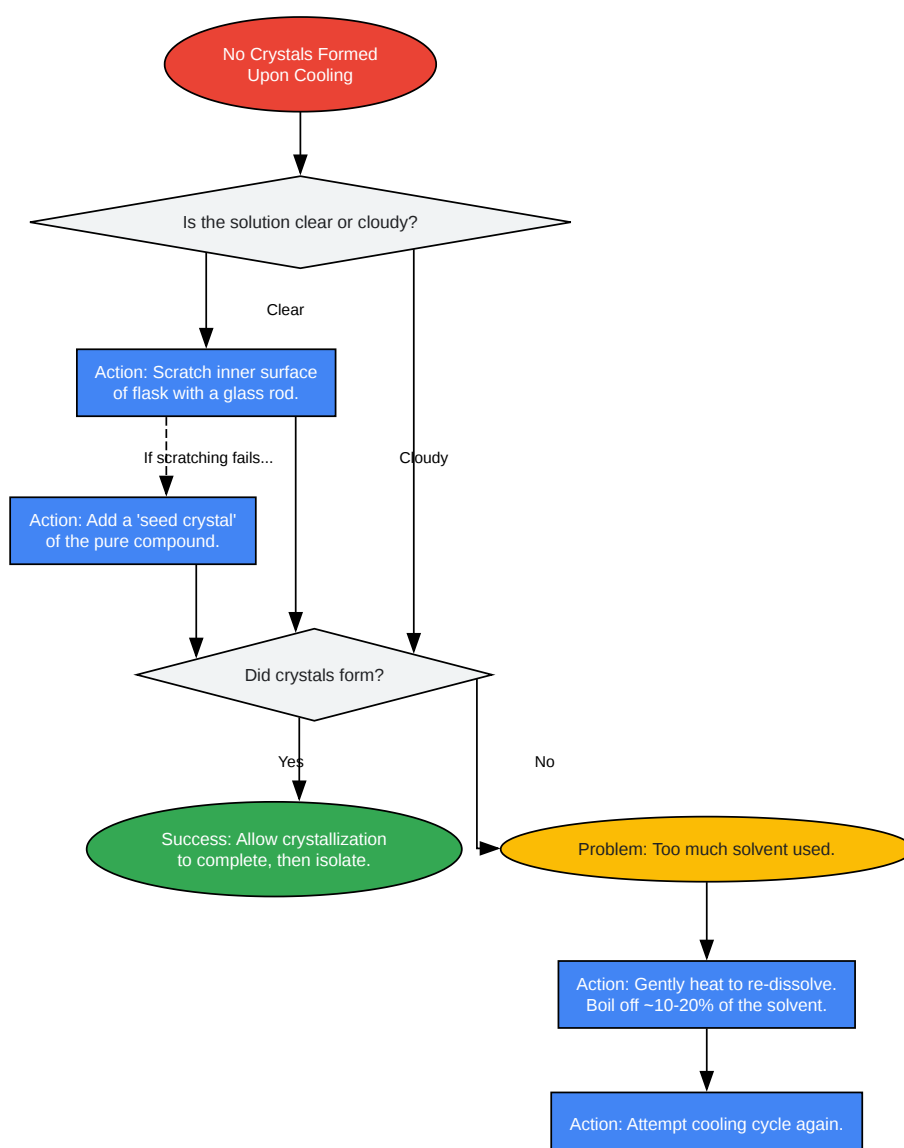 No Crystals Formed
Upon Cooling
Is the solution clear or cloudy?
Clear
Action: Scratch inner surface
of flask with a glass rod.
If scratching fails...
Cloudy
Action: Add a 'seed crystal'
of the pure compound.
Did crystals form?
Yes
No
Success: Allow crystallization
to complete, then isolate.
Problem: Too much solvent used.
Action: Gently heat to re-dissolve.
Boil off ~10-20% of the solvent.
Action: Attempt cooling cycle again.